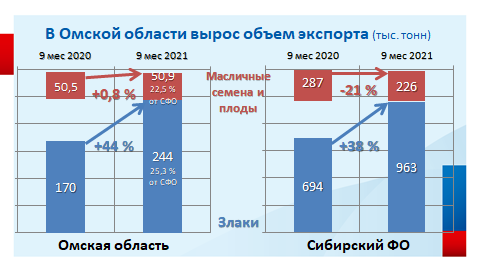 В Омской области вырос объем экспорта (тыс. тонн)
9 мес 2020
9 мес 2021
9 мес 2020
9 мес 2021
50,5
+0,8 %
50,9
22,5 %
от СФО
Масличные
семена и
плоды
287
-21 %
226
+44 %
170
244
25,3 %
от СФО
+38 %
694
963
Злаки
Омская область
Сибирский ФО